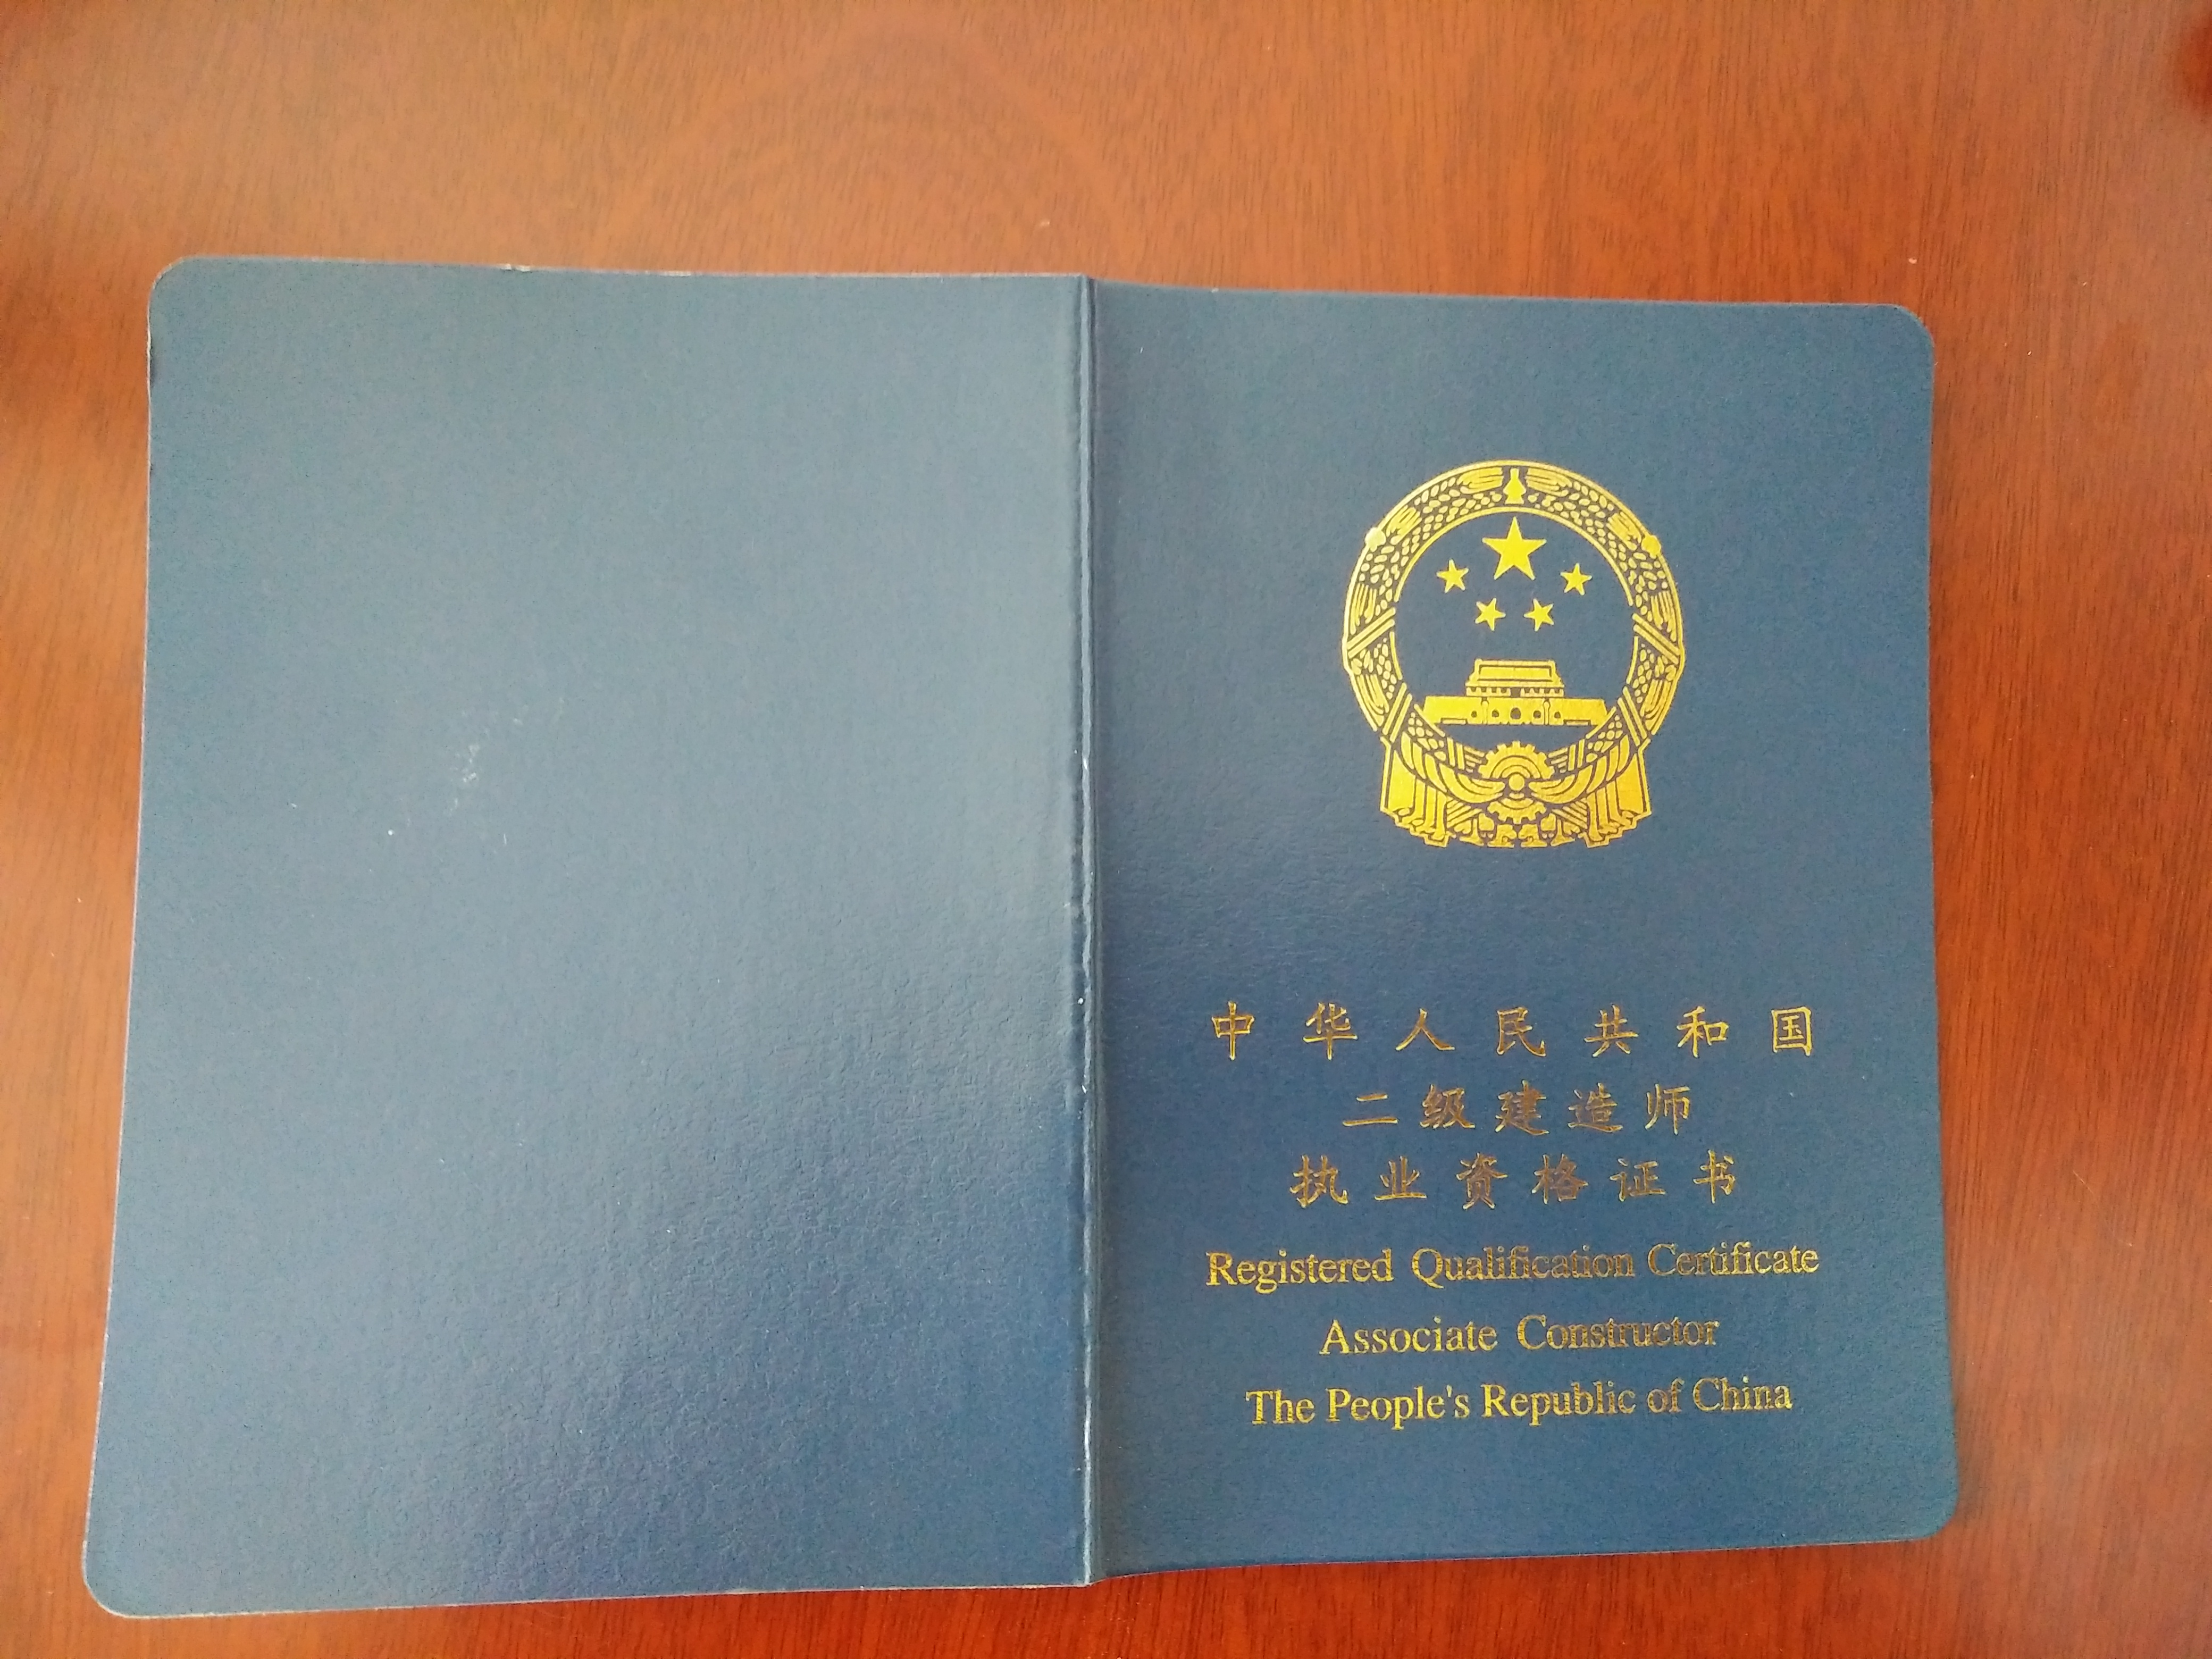 中华人民共和国
二级建造师
执业资格证书
Registered Qualification Certificate
Associate Constructor
The People's Republic of China